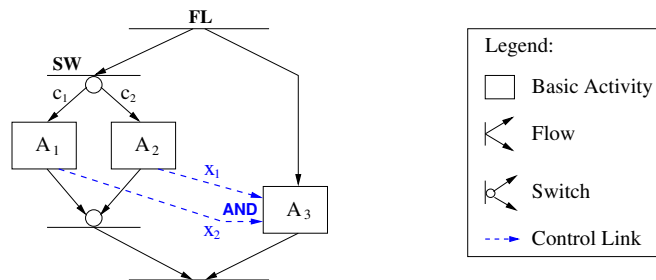 FL
SW
c1 c2
A1 A2
x1
AND A3
x2
Legend:
Basic Activity
Flow
Switch
Control Link